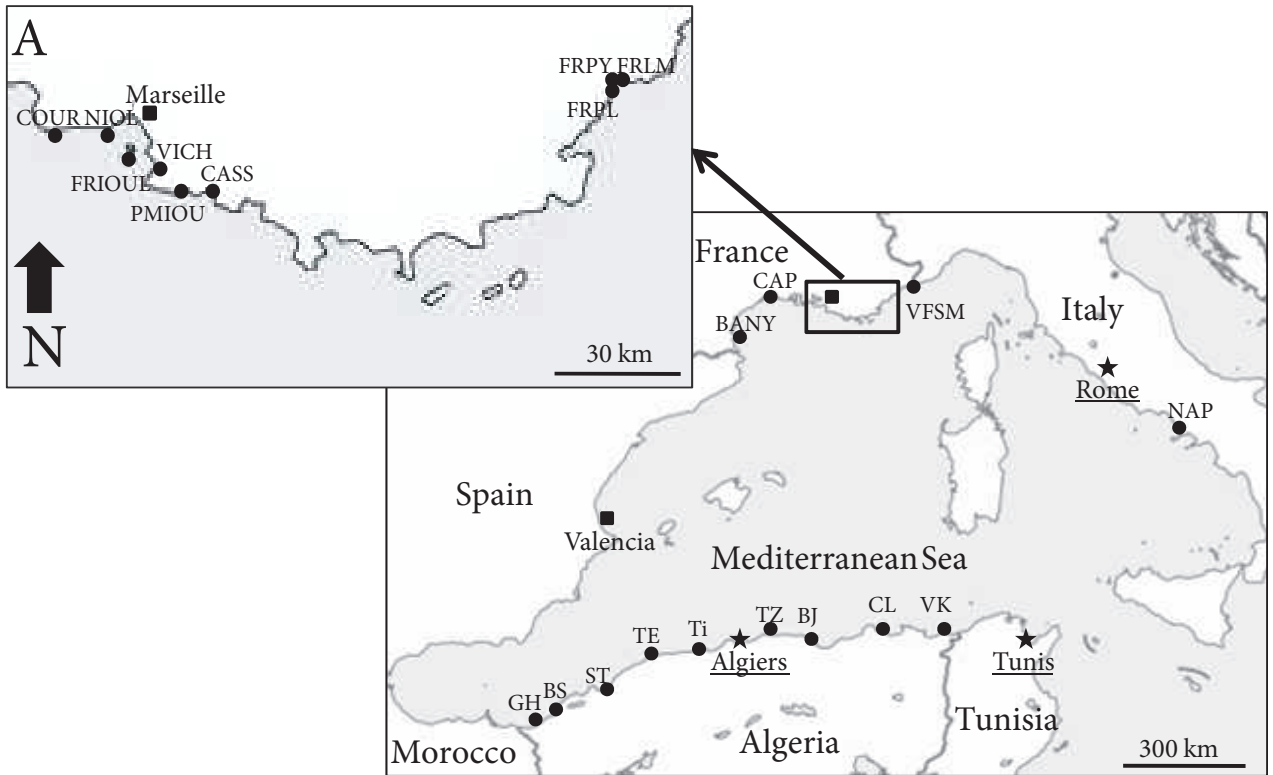 A
FRPY FRLM
FRPL
Marseille
COUR NIOL
VICH
FRIOUL
CASS
PMIOU
N
30 km
France
CAP
BANY
VFSM
Italy
Rome
NAP
Spain
Valencia
Mediterranean Sea
TE
Ti
TZ
BJ
CL
VK
Algiers
Tunis
GH
BS
ST
Morocco
Algeria
Tunisia
300 km